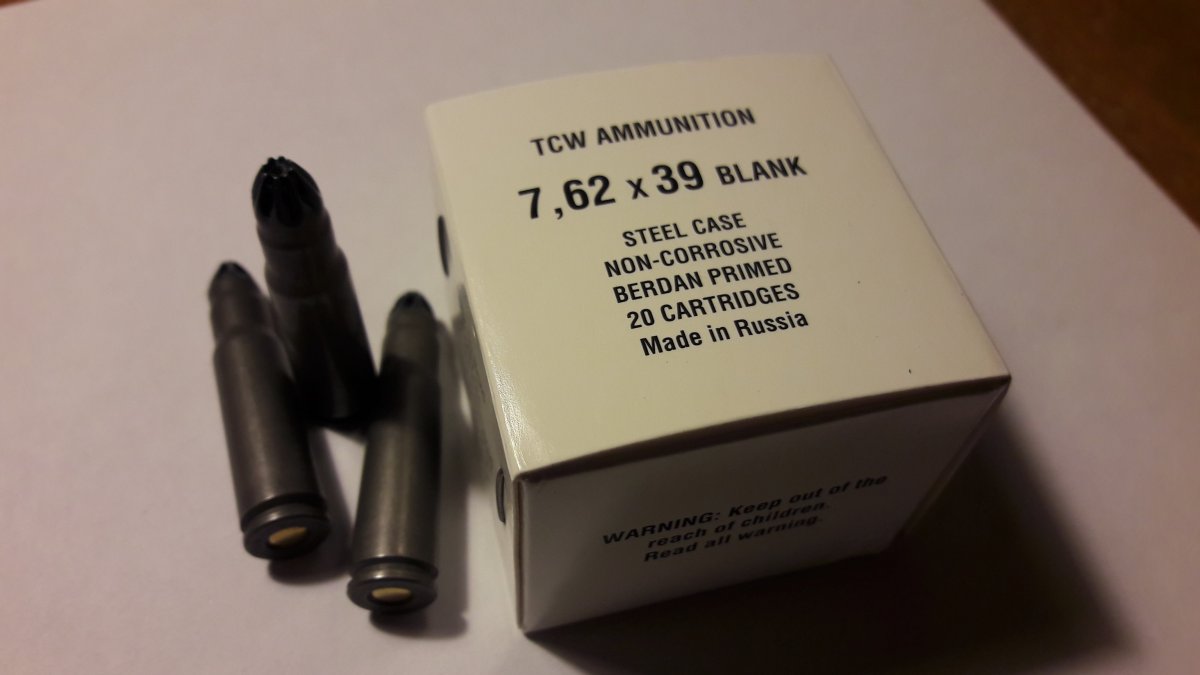 TCW AMMUNITION
7,62 x 39 BLANK
STEEL CASE
NON-CORROSIVE
BERDAN PRIMED
20 CARTRIDGES
Made in Russia
WARNING: Keep out of the
reach of children.
Read all warning.